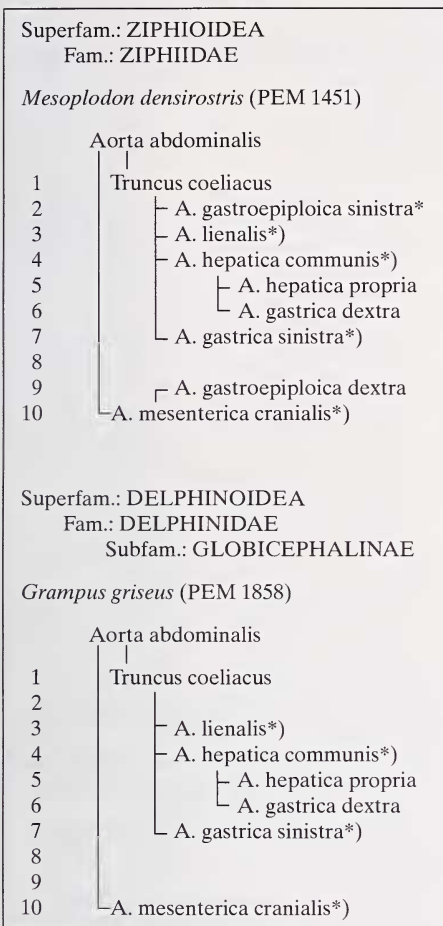 Superfam.: ZIPHIOIDEA
Fam.: ZIPHIIDAE
Mesoplodon densirostris (PEM 1451)
Aorta abdominalis
1 Truncus coeliacus
2 A. gastroepiploica sinistra*
3 A. lienalis*)
4 A. hepatica communis*)
5 A. hepatica propria
6 A. gastrica dextra
7 A. gastrica sinistra*)
8
9 A. gastroepiploica dextra
10 A. mesenterica cranialis*)
Superfam.: DELPHINOIDEA
Fam.: DELPHINIDAE
Subfam.: GLOBICEPHALINAE
Grampus griseus (PEM 1858)
Aorta abdominalis
1 Truncus coeliacus
2
3 A. lienalis*)
4 A. hepatica communis*)
5 A. hepatica propria
6 A. gastrica dextra
7 A. gastrica sinistra*)
8
9
10 A. mesenterica cranialis*)